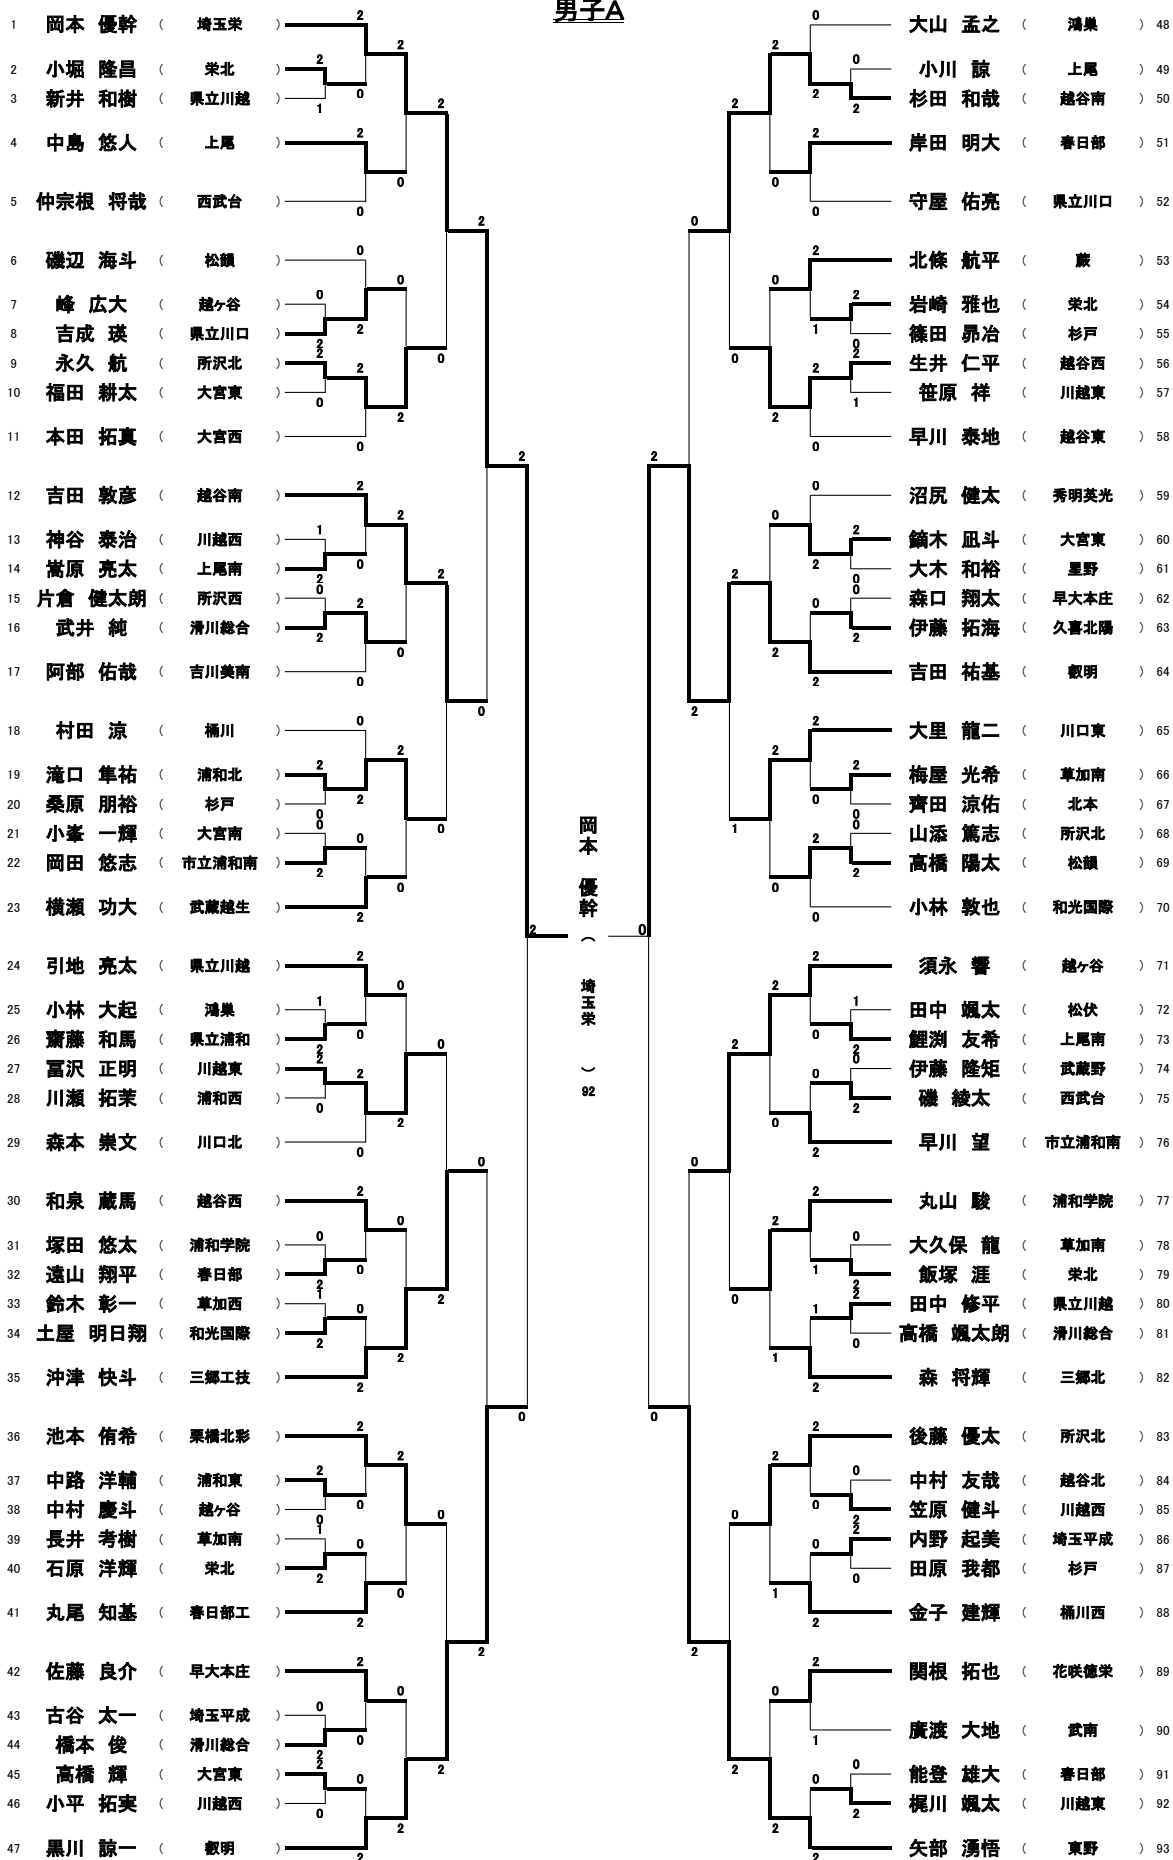 男子A
1 岡本 優幹 ( 埼玉栄 )
2 小堀 隆昌 ( 栄北 )
3 新井 和樹 ( 県立川越 )
4 中島 悠人 ( 上尾 )
5 仲宗根 将哉 ( 西武台 )
6 磯辺 海斗 ( 松韻 )
7 峰 広大 ( 越ヶ谷 )
8 吉成 瑛 ( 県立川口 )
9 永久 航 ( 所沢北 )
10 福田 耕太 ( 大宮東 )
11 本田 拓真 ( 大宮西 )
12 吉田 敦彦 ( 越谷南 )
13 神谷 泰治 ( 川越西 )
14 嵩原 亮太 ( 上尾南 )
15 片倉 健太朗 ( 所沢西 )
16 武井 純 ( 滑川総合 )
17 阿部 佑哉 ( 吉川美南 )
18 村田 涼 ( 桶川 )
19 滝口 隼祐 ( 浦和北 )
20 桑原 朋裕 ( 杉戸 )
21 小峯 一輝 ( 大宮南 )
22 岡田 悠志 ( 市立浦和南 )
23 横瀬 功大 ( 武蔵越生 )
24 引地 亮太 ( 県立川越 )
25 小林 大起 ( 鴻巣 )
26 齋藤 和馬 ( 県立浦和 )
27 冨沢 正明 ( 川越東 )
28 川瀬 拓茉 ( 浦和西 )
29 森本 崇文 ( 川口北 )
30 和泉 蔵馬 ( 越谷西 )
31 塚田 悠太 ( 浦和学院 )
32 遠山 翔平 ( 春日部 )
33 鈴木 彰一 ( 草加西 )
34 土屋 明日翔 ( 和光国際 )
35 沖津 快斗 ( 三郷工技 )
36 池本 侑希 ( 栗橋北彩 )
37 中路 洋輔 ( 浦和東 )
38 中村 慶斗 ( 越ヶ谷 )
39 長井 考樹 ( 草加南 )
40 石原 洋輝 ( 栄北 )
41 丸尾 知基 ( 春日部工 )
42 佐藤 良介 ( 早大本庄 )
43 古谷 太一 ( 埼玉平成 )
44 橋本 俊 ( 滑川総合 )
45 高橋 輝 ( 大宮東 )
46 小平 拓実 ( 川越西 )
47 黒川 諒一 ( 叡明 )
岡本 優幹 ( 埼玉栄 ) 92
大山 孟之 ( 鴻巣 ) 48
小川 諒 ( 上尾 ) 49
杉田 和哉 ( 越谷南 ) 50
岸田 明大 ( 春日部 ) 51
守屋 佑亮 ( 県立川口 ) 52
北條 航平 ( 蕨 ) 53
岩崎 雅也 ( 栄北 ) 54
篠田 昴冶 ( 杉戸 ) 55
生井 仁平 ( 越谷西 ) 56
笹原 祥 ( 川越東 ) 57
早川 泰地 ( 越谷東 ) 58
沼尻 健太 ( 秀明英光 ) 59
鏑木 凪斗 ( 大宮東 ) 60
大木 和裕 ( 星野 ) 61
森口 翔太 ( 早大本庄 ) 62
伊藤 拓海 ( 久喜北陽 ) 63
吉田 祐基 ( 叡明 ) 64
大里 龍二 ( 川口東 ) 65
梅屋 光希 ( 草加南 ) 66
齊田 涼佑 ( 北本 ) 67
山添 篤志 ( 所沢北 ) 68
高橋 陽太 ( 松韻 ) 69
小林 敦也 ( 和光国際 ) 70
須永 響 ( 越ヶ谷 ) 71
田中 颯太 ( 松伏 ) 72
鯉渕 友希 ( 上尾南 ) 73
伊藤 隆矩 ( 武蔵野 ) 74
磯 綾太 ( 西武台 ) 75
早川 望 ( 市立浦和南 ) 76
丸山 駿 ( 浦和学院 ) 77
大久保 龍 ( 草加南 ) 78
飯塚 涯 ( 栄北 ) 79
田中 修平 ( 県立川越 ) 80
高橋 颯太朗 ( 滑川総合 ) 81
森 将輝 ( 三郷北 ) 82
後藤 優太 ( 所沢北 ) 83
中村 友哉 ( 越谷北 ) 84
笠原 健斗 ( 川越西 ) 85
内野 起美 ( 埼玉平成 ) 86
田原 我都 ( 杉戸 ) 87
金子 建輝 ( 桶川西 ) 88
関根 拓也 ( 花咲徳栄 ) 89
廣渡 大地 ( 武南 ) 90
能登 雄大 ( 春日部 ) 91
梶川 颯太 ( 川越東 ) 92
矢部 湧悟 ( 東野 ) 93